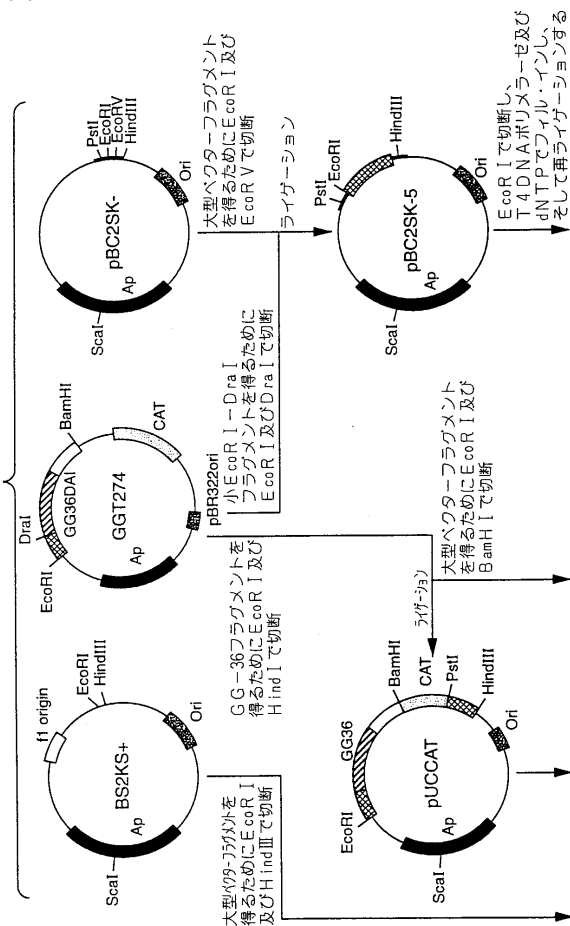 f1 origin
EcoRI
HindIII
ScaI
BS2KS+
Ap
Ori
大型ベクターフラグメントを
得るためにＥｃｏＲⅠ
及びＨｉｎｄⅢで切断
DraI
EcoRI
BamHI
GG36DAI
GGT274
CAT
Ap
pBR322ori
ＧＧ－３６フラグメントを
得るためにＥｃｏＲⅠ及び
ＨｉｎｄⅠで切断
小ＥｃｏＲⅠ－ＤｒａⅠ
フラグメントを得るために
ＥｃｏＲⅠ及びＤｒａⅠで切断
PstI
EcoRI
EcoRV
HindIII
ScaI
pBC2SK-
Ap
Ori
大型ベクターフラグメント
を得るためにＥｃｏＲⅠ及び
ＥｃｏＲＶで切断
ライゲーション
ライゲーション
EcoRI
GG36
BamHI
CAT
PstI
HindIII
pUCCAT
ScaI
Ap
Ori
大型ベクターフラグメント
を得るためにＥｃｏＲⅠ及び
ＢａｍＨⅠで切断
PstI
EcoRI
HindIII
ScaI
pBC2SK-5
Ap
Ori
ＥｃｏＲⅠで切断し、
Ｔ４ＤＮＡポリメラーゼ及び
ｄＮＴＰでフィル・インし、
そして再ライゲーションする